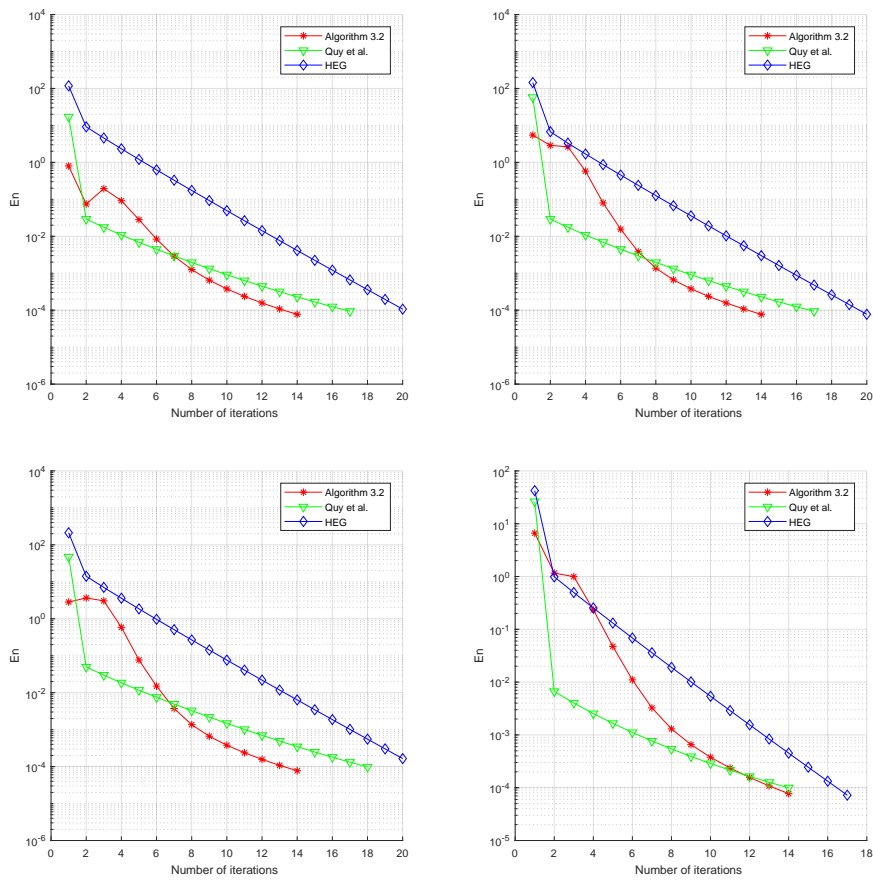 10^4
10^2
10^0
10^-2
10^-4
10^-6
En
0 2 4 6 8 10 12 14 16 18 20
Number of iterations
Algorithm 3.2
Quy et al.
HEG
10^4
10^2
10^0
10^-2
10^-4
10^-6
En
0 2 4 6 8 10 12 14 16 18 20
Number of iterations
Algorithm 3.2
Quy et al.
HEG
10^4
10^2
10^0
10^-2
10^-4
10^-6
En
0 2 4 6 8 10 12 14 16 18 20
Number of iterations
Algorithm 3.2
Quy et al.
HEG
10^2
10^1
10^0
10^-1
10^-2
10^-3
10^-4
10^-5
En
0 2 4 6 8 10 12 14 16 18
Number of iterations
Algorithm 3.2
Quy et al.
HEG